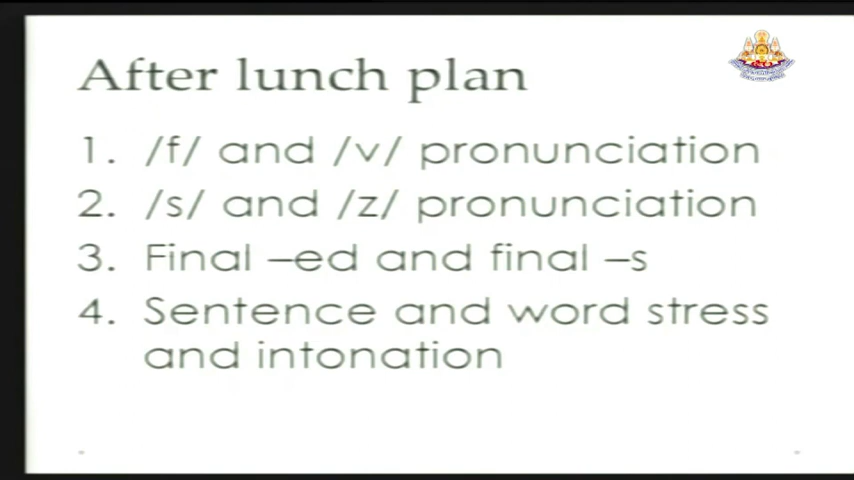 After lunch plan
1. /f/ and /v/ pronunciation
2. /s/ and /z/ pronunciation
3. Final –ed and final –s
4. Sentence and word stress
and intonation